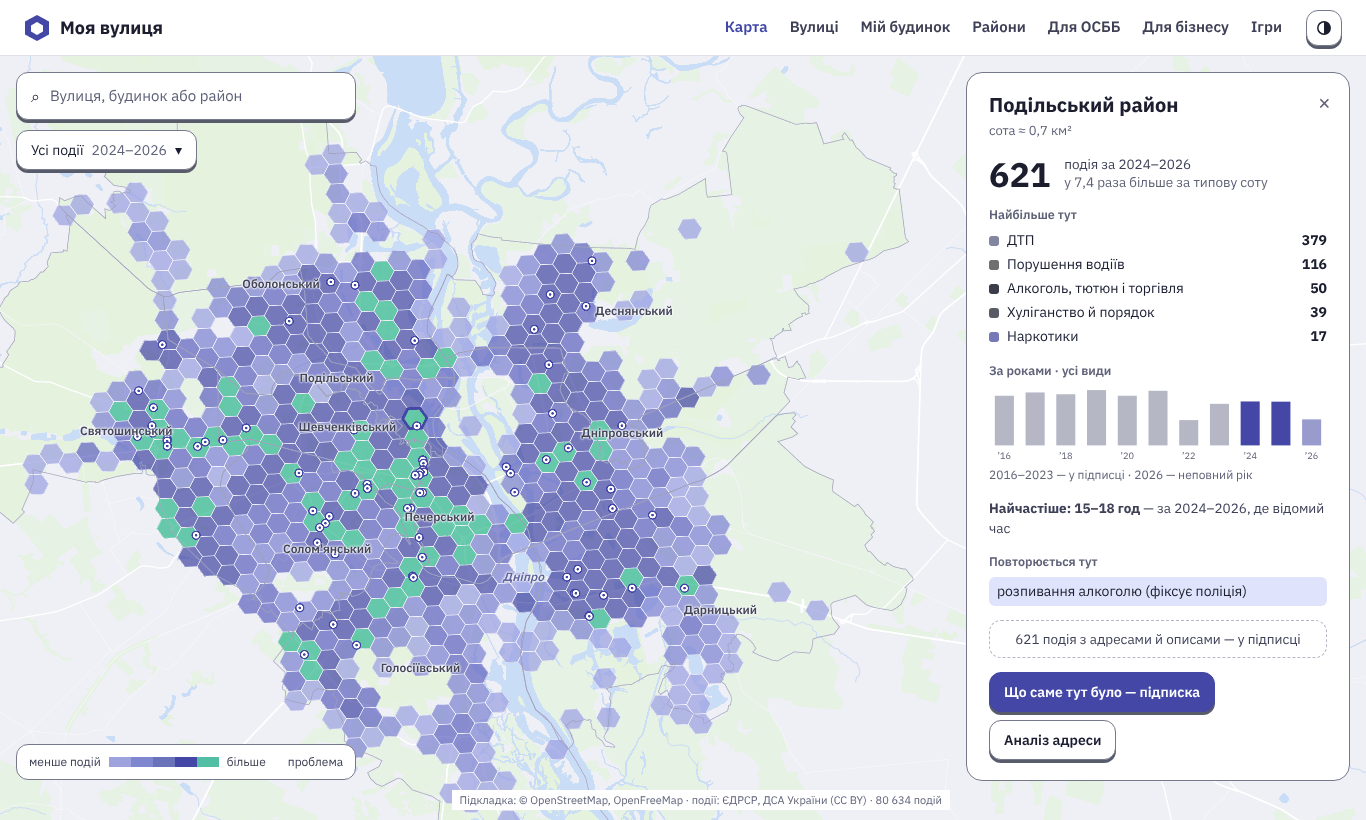 Моя вулиця
Карта Вулиці Мій будинок Райони Для ОСББ Для бізнесу Ігри
Вулиця, будинок або район
Усі події 2024–2026 ▾
Оболонський
Деснянський
Подільський
Святошинський
Шевченківський
Дніпровський
Печерський
Солом'янський
Дніпро
Дарницький
Голосіївський
менше подій більше проблема
Підкладка: © OpenStreetMap, OpenFreeMap · події: ЄДРСР, ДСА України (CC BY) · 80 634 подій
Подільський район ×
сота ≈ 0,7 км²
621 подія за 2024–2026
у 7,4 раза більше за типову соту
Найбільше тут
ДТП 379
Порушення водіїв 116
Алкоголь, тютюн і торгівля 50
Хуліганство й порядок 39
Наркотики 17
За роками · усі види
'16 '18 '20 '22 '24 '26
2016–2023 — у підписці · 2026 — неповний рік
Найчастіше: 15–18 год — за 2024–2026, де відомий
час
Повторюється тут
розпивання алкоголю (фіксує поліція)
621 подія з адресами й описами — у підписці
Що саме тут було — підписка
Аналіз адреси